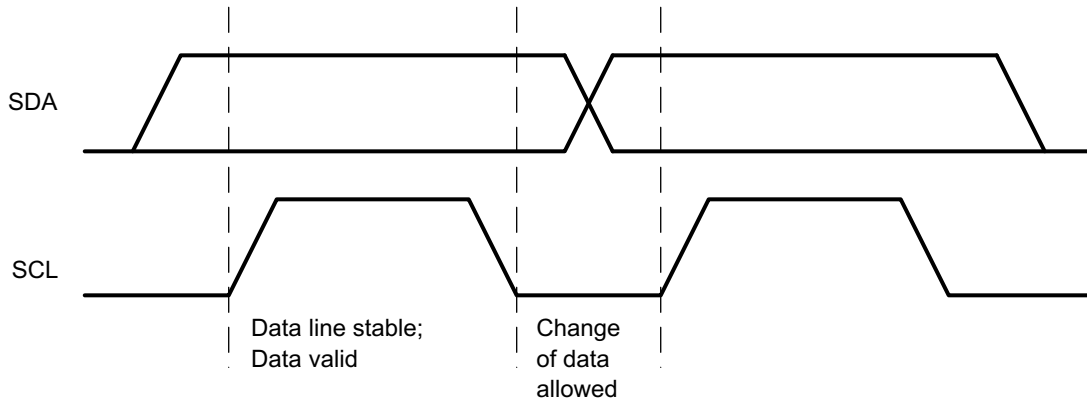 SDA
SCL
Data line stable;
Data valid
Change
of data
allowed